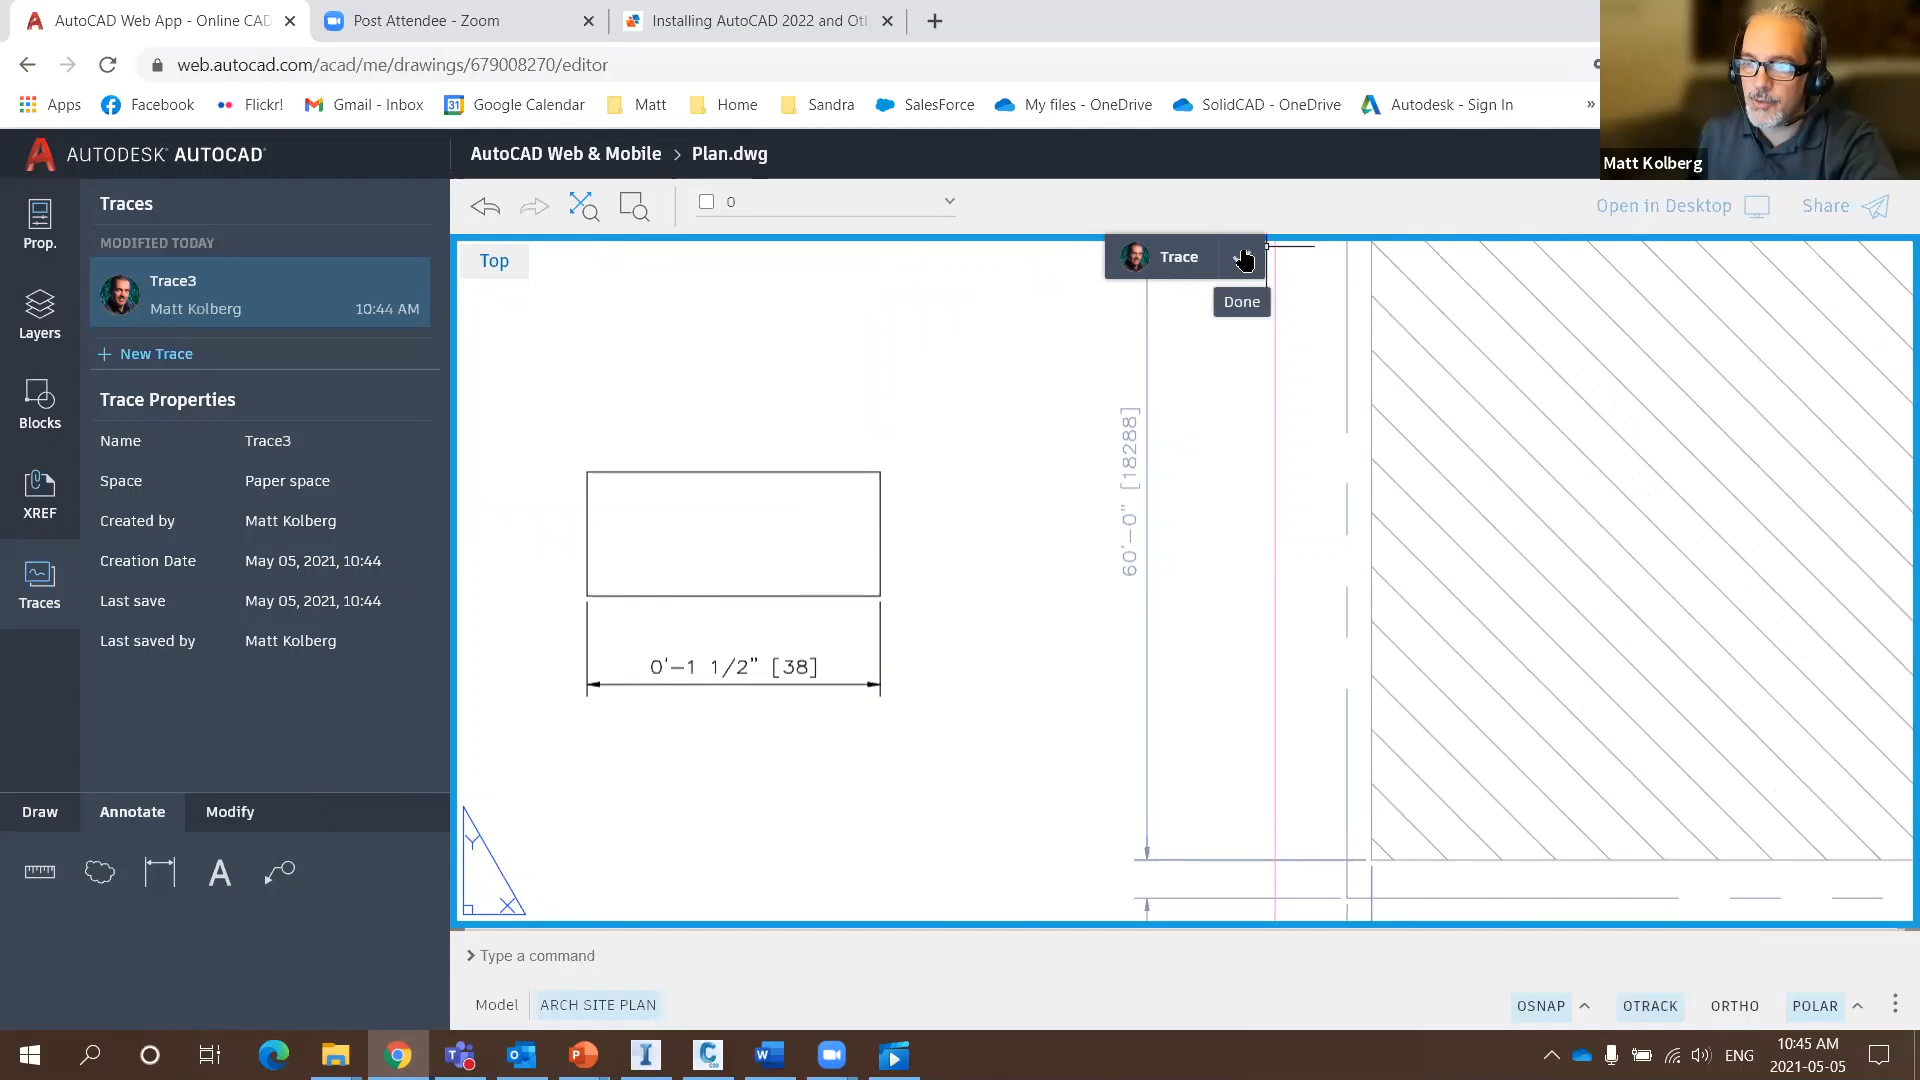 AutoCAD Web App - Online CAD
Post Attendee - Zoom
Installing AutoCAD 2022 and Ot
web.autocad.com/acad/me/drawings/679008270/editor
Apps
Facebook
Flickr!
Gmail - Inbox
31
Google Calendar
Matt
Home
Sandra
SalesForce
My files - OneDrive
SolidCAD - OneDrive
Autodesk - Sign In
»
Matt Kolberg
AUTODESK® AUTOCAD®
AutoCAD Web & Mobile > Plan.dwg
Prop.
Layers
Blocks
XREF
Traces
Traces
MODIFIED TODAY
Trace3
Matt Kolberg 10:44 AM
+ New Trace
Trace Properties
Name Trace3
Space Paper space
Created by Matt Kolberg
Creation Date May 05, 2021, 10:44
Last save May 05, 2021, 10:44
Last saved by Matt Kolberg
Draw Annotate Modify
A
0
Open in Desktop
Share
Top
Trace
Done
60'-0" [18288]
0'-1 1/2" [38]
Y
X
Type a command
Model ARCH SITE PLAN
OSNAP OTRACK ORTHO POLAR
ENG
10:45 AM
2021-05-05